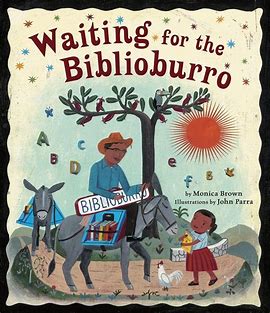 Waiting for the
Biblioburro
A
C
B
D
e
f
B
by Monica Brown
Illustrations by John Parra
BIBLIOBURRO